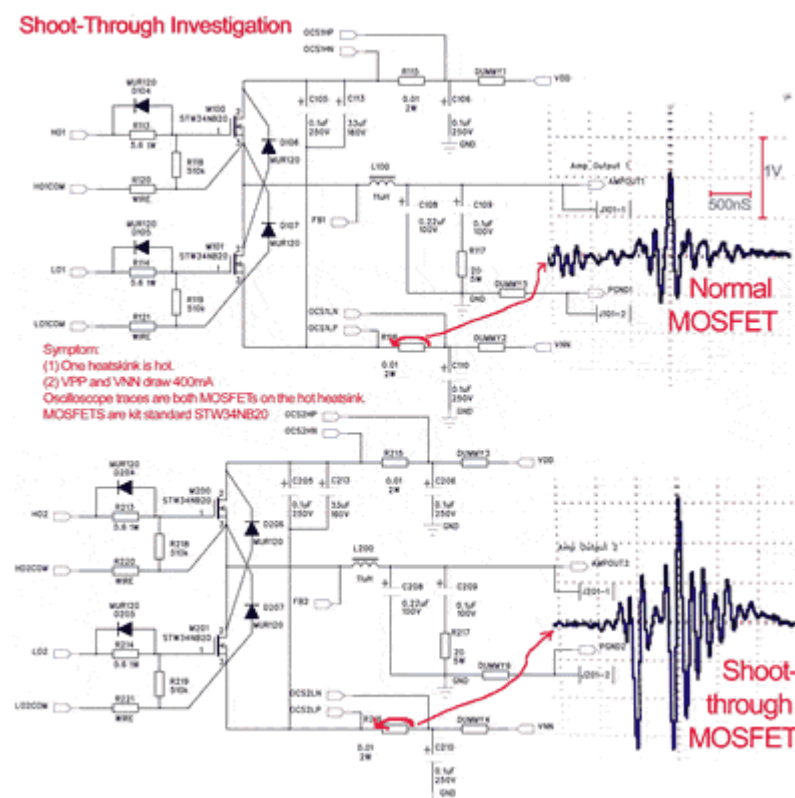 Shoot-Through Investigation
OCS1HP
OCS1HN
MUR120
D104
M100
STW34NB20
HO1
R113
5.6 1W
R118
510k
HO1COM
R120
WIRE
C105
0.1uF
250V
C113
33uF
160V
R115
0.01
2W
DUMMY1
VDD
C106
0.1uF
250V
GND
D106
MUR120
L100
11uH
Amp Output 1
AMPOUT1
J101-1
1V
500nS
MUR120
D105
M101
STW34NB20
LO1
R114
R119
510k
LO1COM
R121
WIRE
D107
MUR120
FB1
C108
0.22uF
100V
C109
0.1uF
100V
R117
20
5W
GND
DUMMY3
PGND1
J101-2
Normal
MOSFET
OCS1LN
OCS1LP
0.01
2W
DUMMY2
VNN
C110
0.1uF
250V
GND
Symptom:
(1) One heatskink is hot.
(2) VPP and VNN draw 400mA
Oscilloscope traces are both MOSFETs on the hot heatsink.
MOSFETS are kit standard STW34NB20
OCS2HP
OCS2HN
MUR120
D204
M200
STW34NB20
HO2
R213
5.6 1W
R218
510k
HO2COM
R220
WIRE
C205
0.1uF
250V
C213
33uF
160V
R215
0.01
2W
DUMMY3
VDD
C206
0.1uF
250V
GND
D206
MUR120
L200
11uH
Amp Output 2
AMPOUT2
J201-1
MUR120
D205
M201
STW34NB20
LO2
R214
5.6 1W
R219
510k
LO2COM
R221
WIRE
D207
MUR120
FB2
C208
0.22uF
100V
C209
0.1uF
100V
R217
20
5W
GND
PGND2
J201-2
Shoot-
through
MOSFET
OCS2LN
OCS2LP
0.01
2W
DUMMY4
VNN
C210
0.1uF
250V
GND